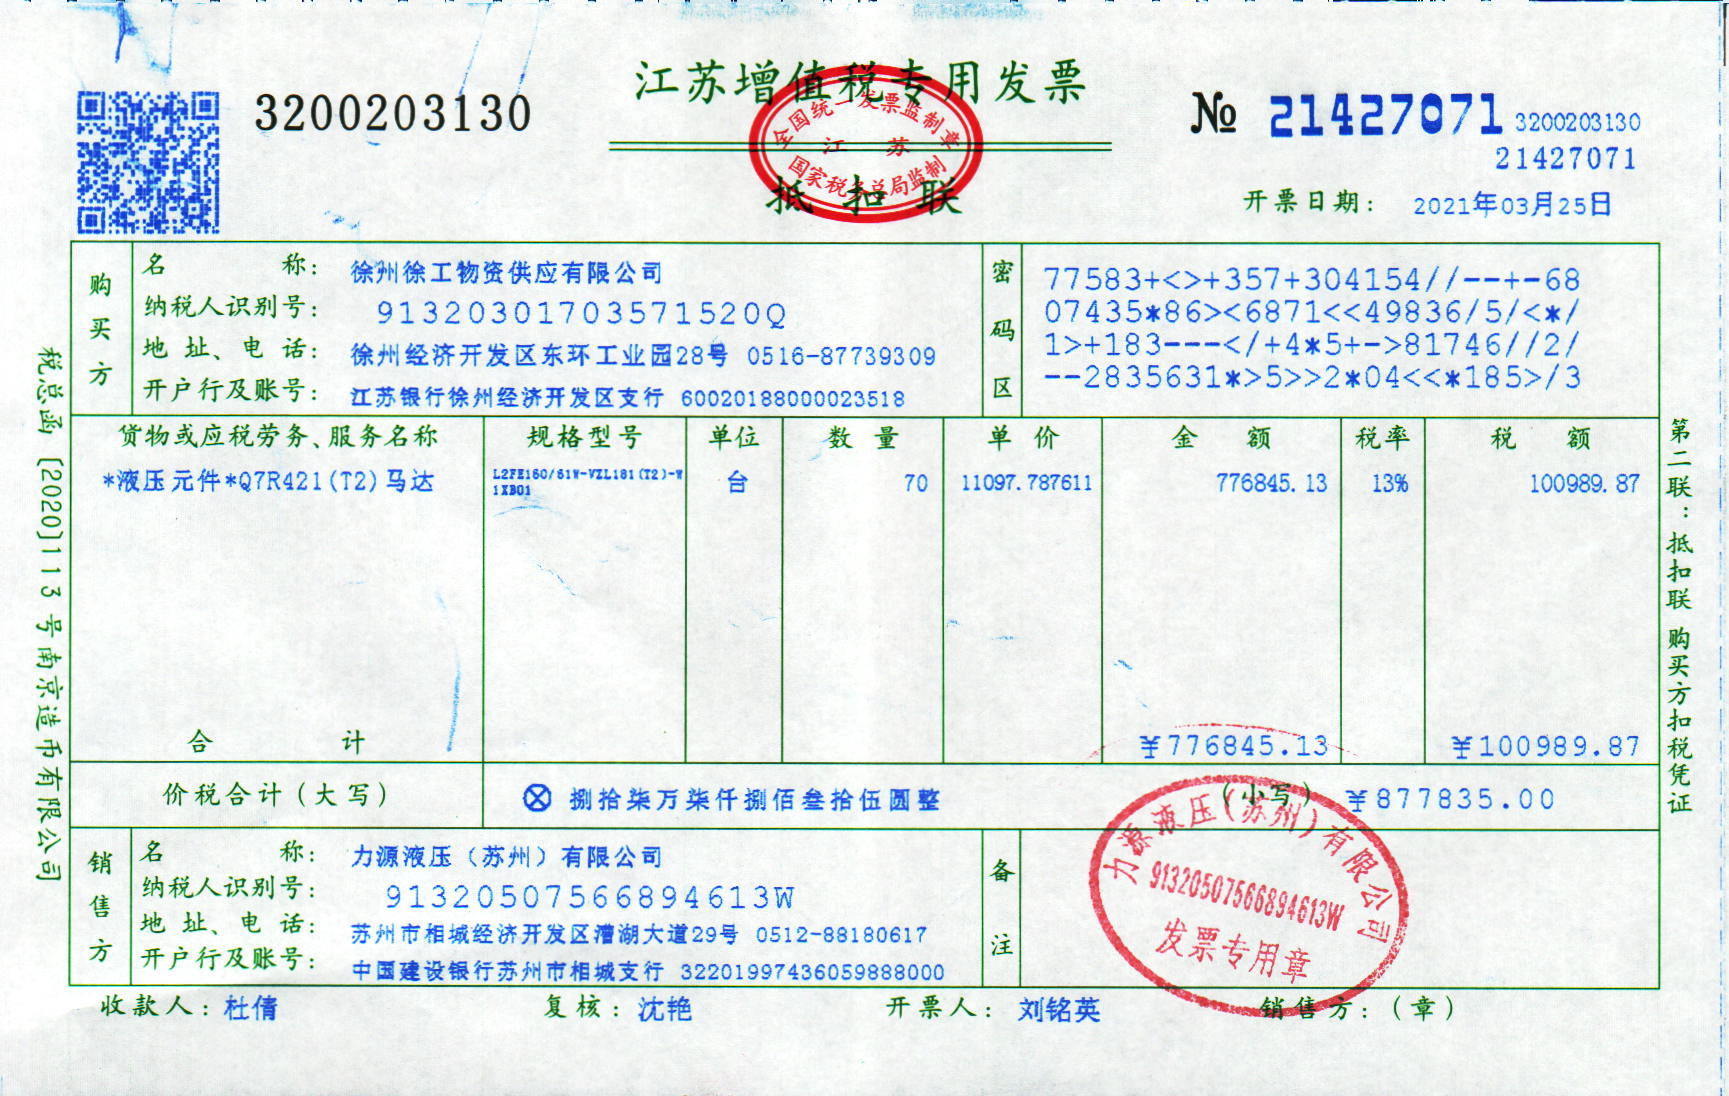 江苏增值税专用发票
3200203130
№ 21427071 3200203130
21427071
全国统一发票监制章
江 苏
国家税务总局监制
抵扣联
开票日期: 2021年03月25日
购买方
名 称: 徐州徐工物资供应有限公司
纳税人识别号: 91320301703571520Q
地 址、电 话: 徐州经济开发区东环工业园28号 0516-87739309
开户行及账号: 江苏银行徐州经济开发区支行 60020188000023518
密码区
77583+<>+357+304154//--+-68
07435*86><6871<<49836/5/<*/
1>+183---</+4*5+->81746//2/
--2835631*>5>>2*04<<*185>/3
货物或应税劳务、服务名称 规格型号 单位 数 量 单 价 金 额 税率 税 额
*液压元件*Q7R421(T2)马达 L2FE160/61W-VZL181(T2)-W 台 70 11097.787611 776845.13 13% 100989.87
1XB01
合 计 ¥776845.13 ¥100989.87
价税合计(大写) ⊗ 捌拾柒万柒仟捌佰叁拾伍圆整 (小写) ¥877835.00
销售方
名 称: 力源液压(苏州)有限公司
纳税人识别号: 91320507566894613W
地 址、电 话: 苏州市相城经济开发区漕湖大道29号 0512-88180617
开户行及账号: 中国建设银行苏州市相城支行 32201997436059888000
备注
力源液压(苏州)有限公司
91320507566894613W
发票专用章
收款人: 杜倩 复核: 沈艳 开票人: 刘铭英 销售方:(章)
税总函[2020]113号南京造币有限公司
第二联:抵扣联 购买方扣税凭证